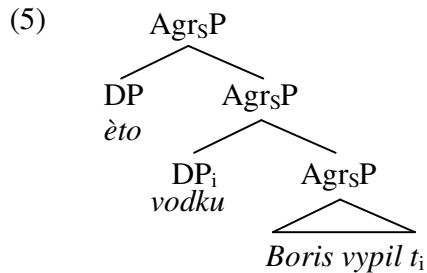 (5) AgrSP
DP AgrSP
èto
DPi AgrSP
vodku
Boris vypil ti